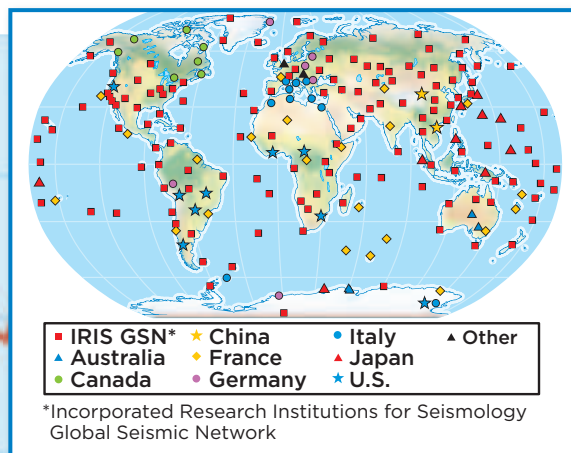 IRIS GSN* China Italy Other
Australia France Japan
Canada Germany U.S.
*Incorporated Research Institutions for Seismology
Global Seismic Network